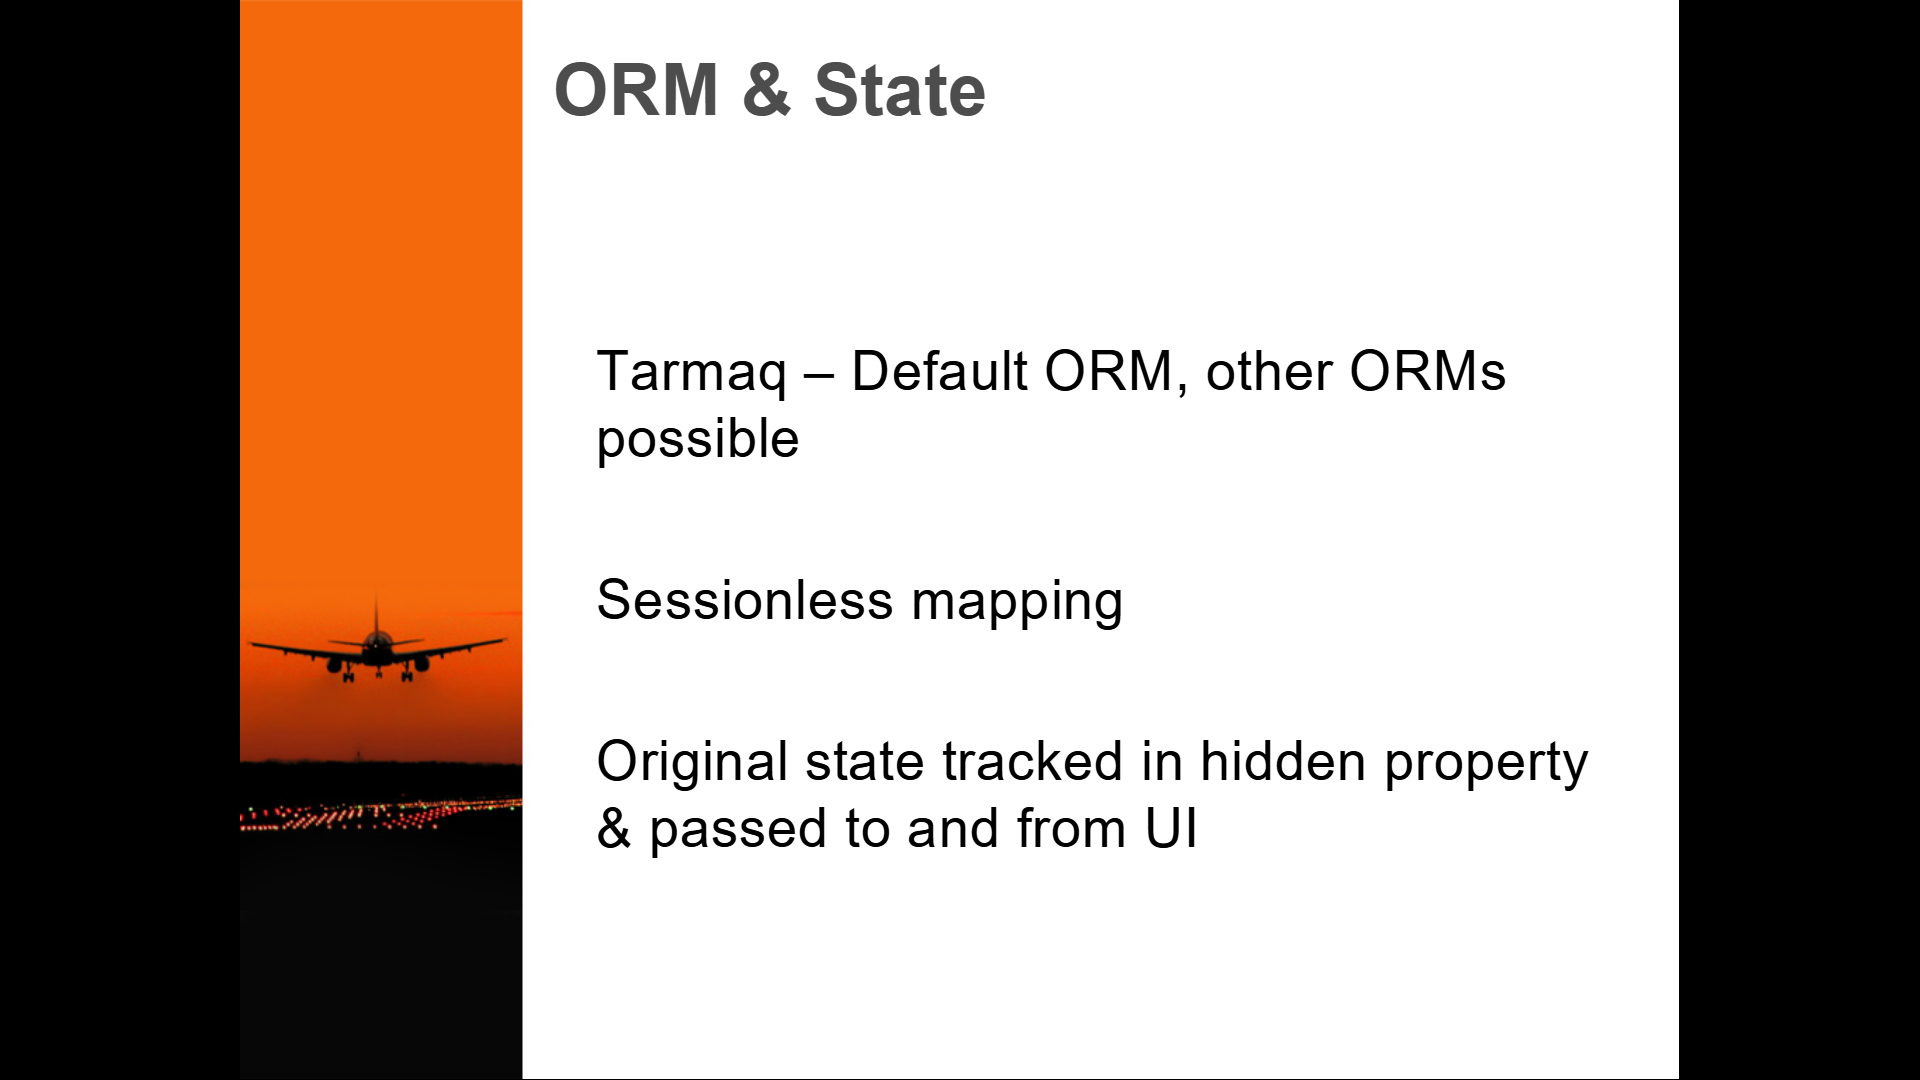 ORM & State
Tarmaq – Default ORM, other ORMs
possible
Sessionless mapping
Original state tracked in hidden property
& passed to and from UI